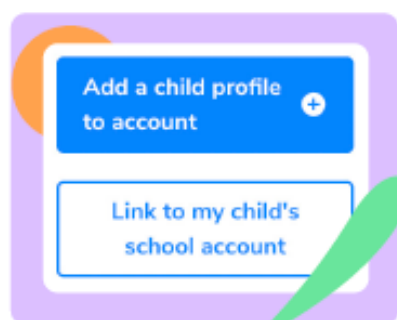 Add a child profile
to account
Link to my child's
school account